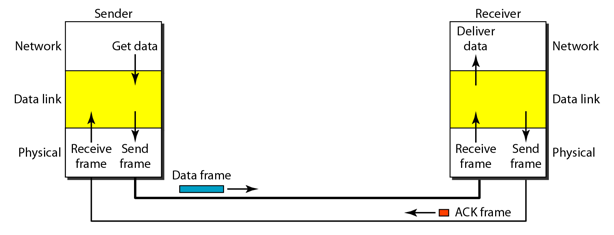 Sender
Receiver
Network
Get data
Deliver
data
Network
Data link
Data link
Physical
Receive
frame
Send
frame
Receive
frame
Send
frame
Physical
Data frame
ACK frame